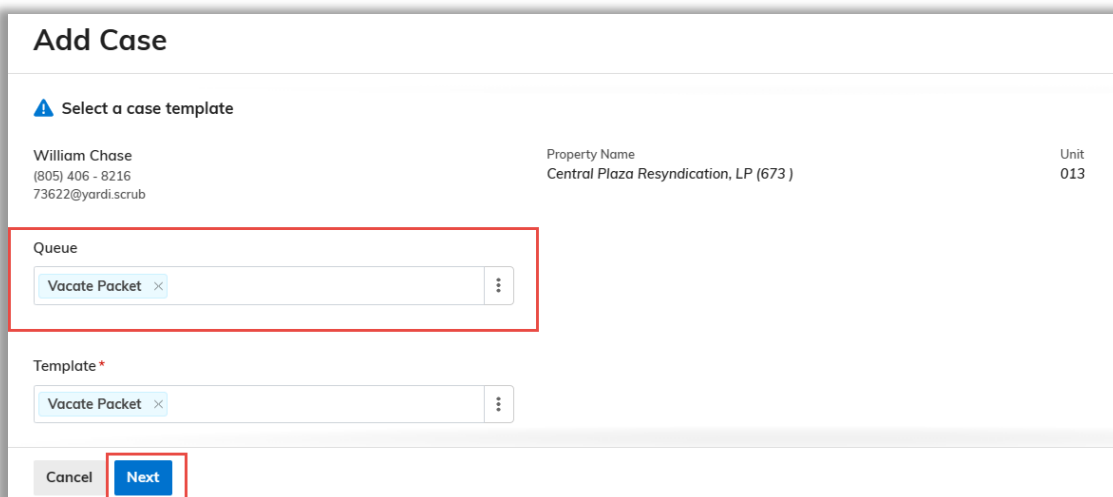 Add Case
Select a case template
William Chase
(805) 406 - 8216
73622@yardi.scrub
Property Name
Central Plaza Resyndication, LP (673 )
Unit
013
Queue
Vacate Packet ×
Template *
Vacate Packet ×
Cancel Next